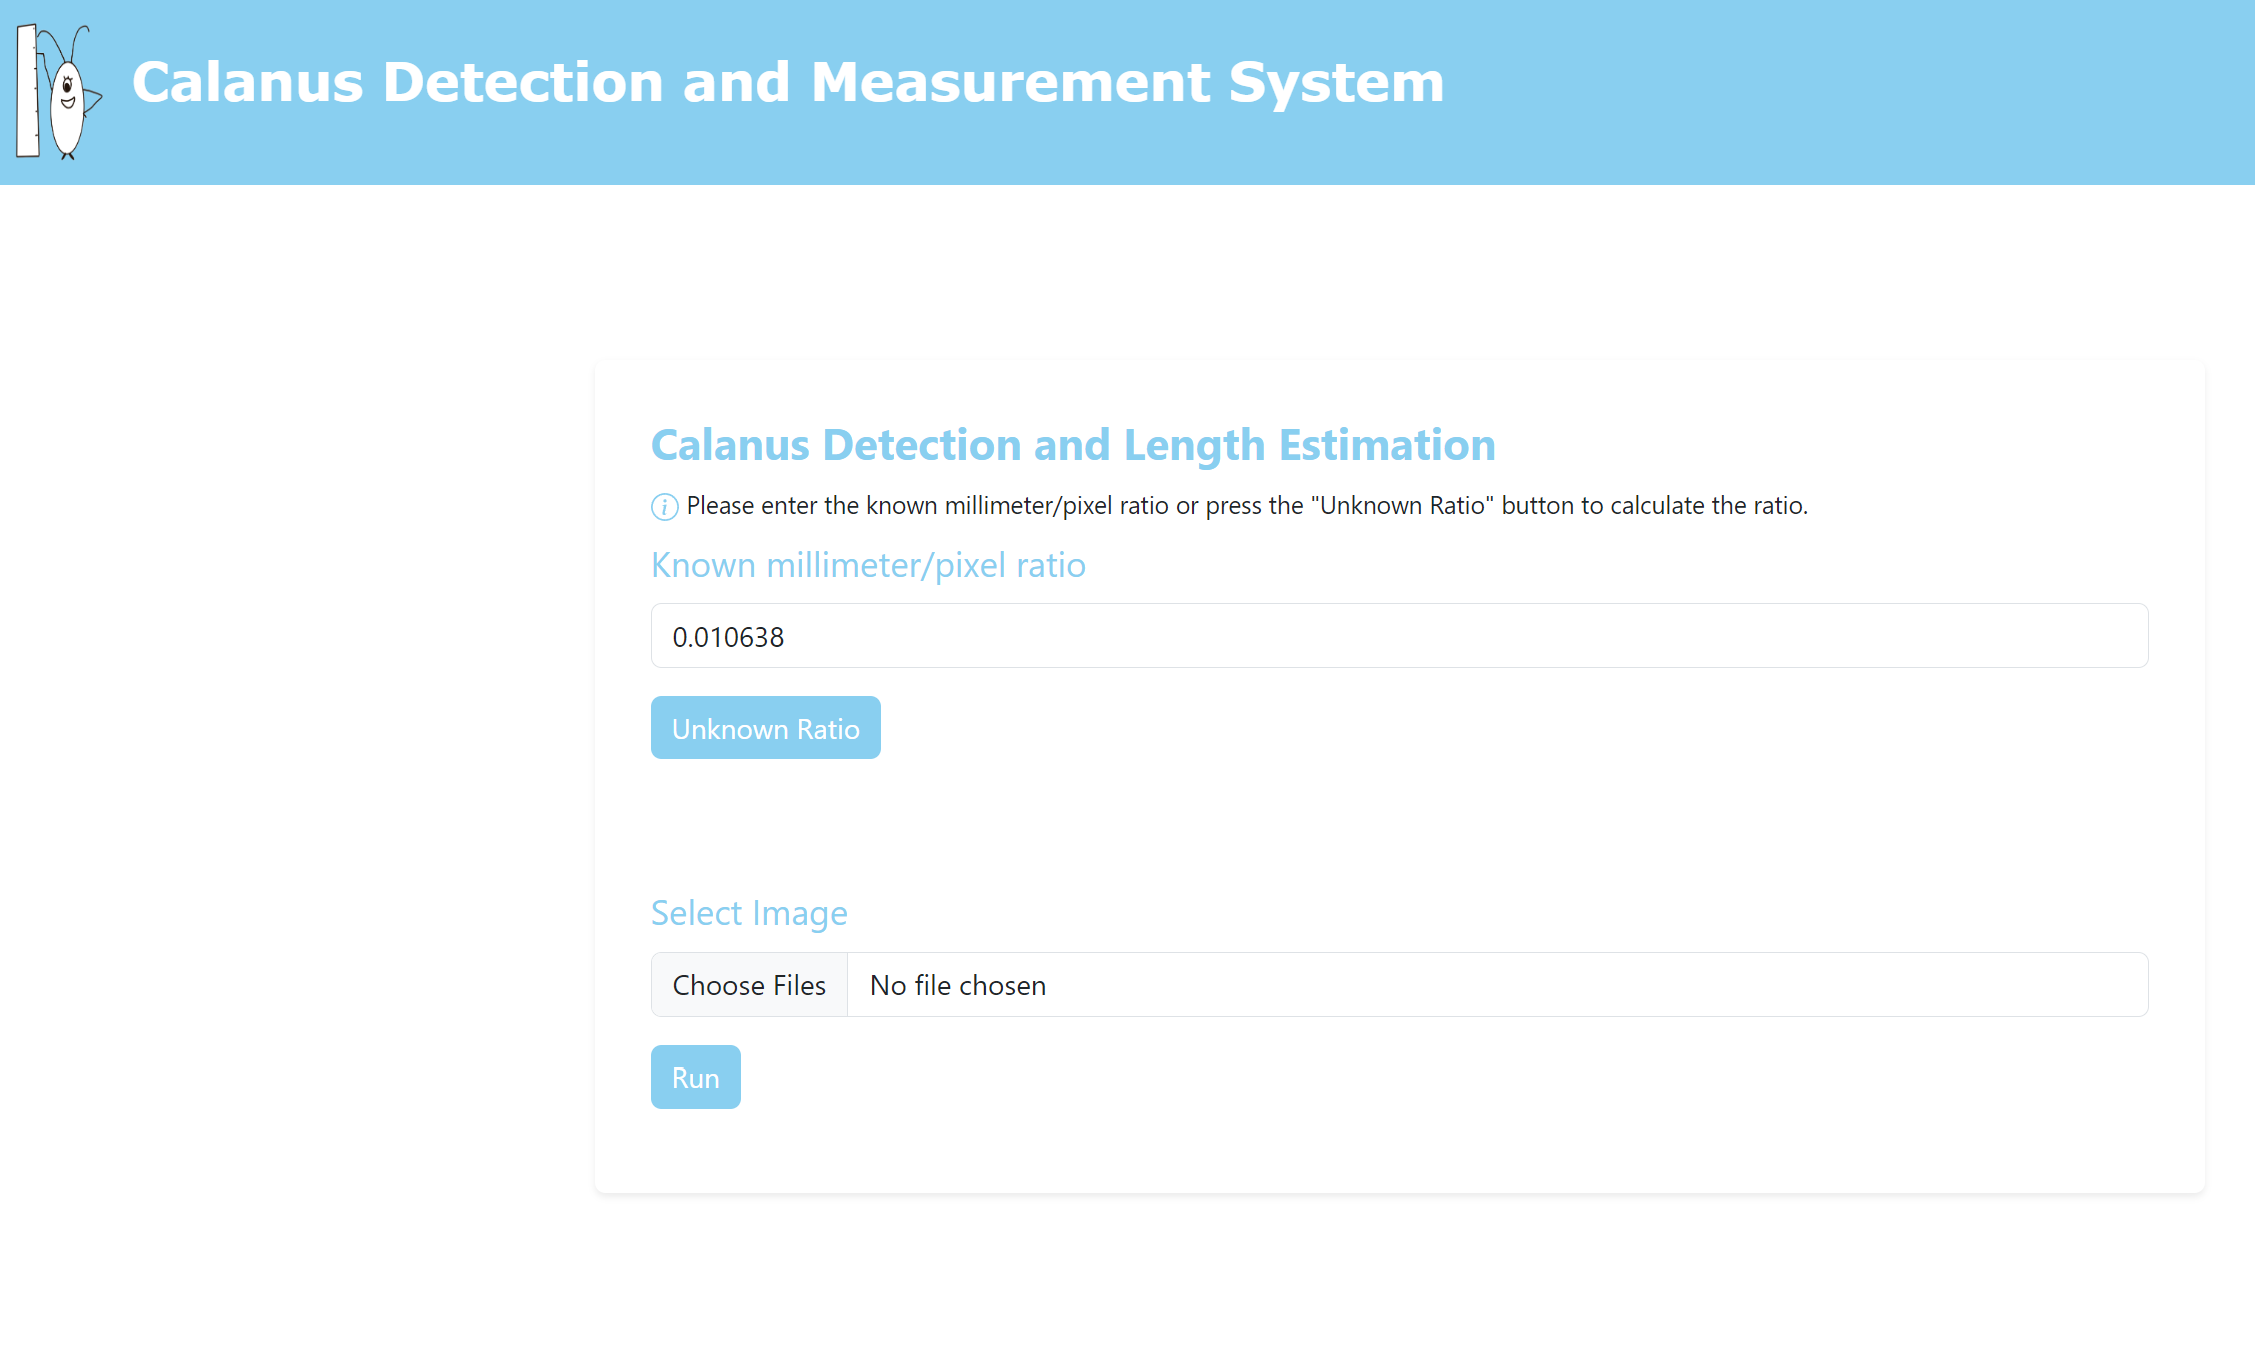 Calanus Detection and Measurement System
Calanus Detection and Length Estimation
i Please enter the known millimeter/pixel ratio or press the "Unknown Ratio" button to calculate the ratio.
Known millimeter/pixel ratio
0.010638
Unknown Ratio
Select Image
Choose Files No file chosen
Run